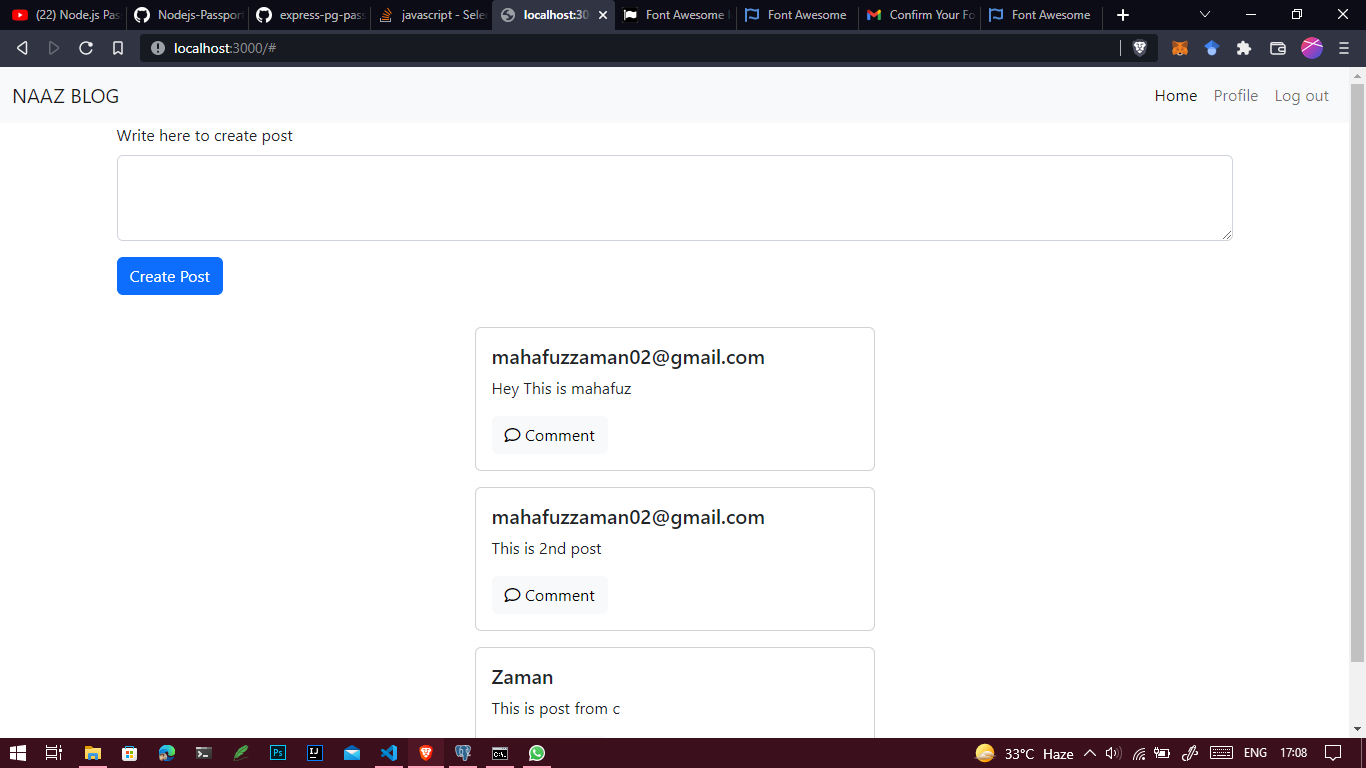 (22) Node.js Pas
Nodejs-Passport
express-pg-pass
javascript - Sele
localhost:30
Font Awesome I
Font Awesome
Confirm Your Fo
Font Awesome
localhost:3000/#
NAAZ BLOG
Home
Profile
Log out
Write here to create post
Create Post
mahafuzzaman02@gmail.com
Hey This is mahafuz
Comment
mahafuzzaman02@gmail.com
This is 2nd post
Comment
Zaman
This is post from c
33°C Haze
ENG
17:08